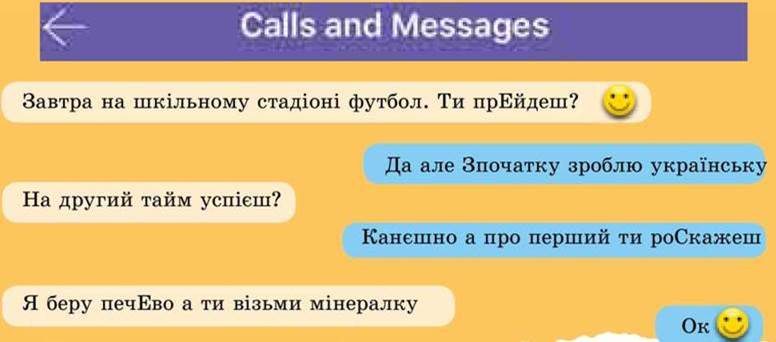 Calls and Messages
Завтра на шкільному стадіоні футбол. Ти прЕйдеш?
Да але Зпочатку зроблю українську
На другий тайм успієш?
Канєшно а про перший ти роСкажеш
Я беру печЕво а ти візьми мінералку
Ок